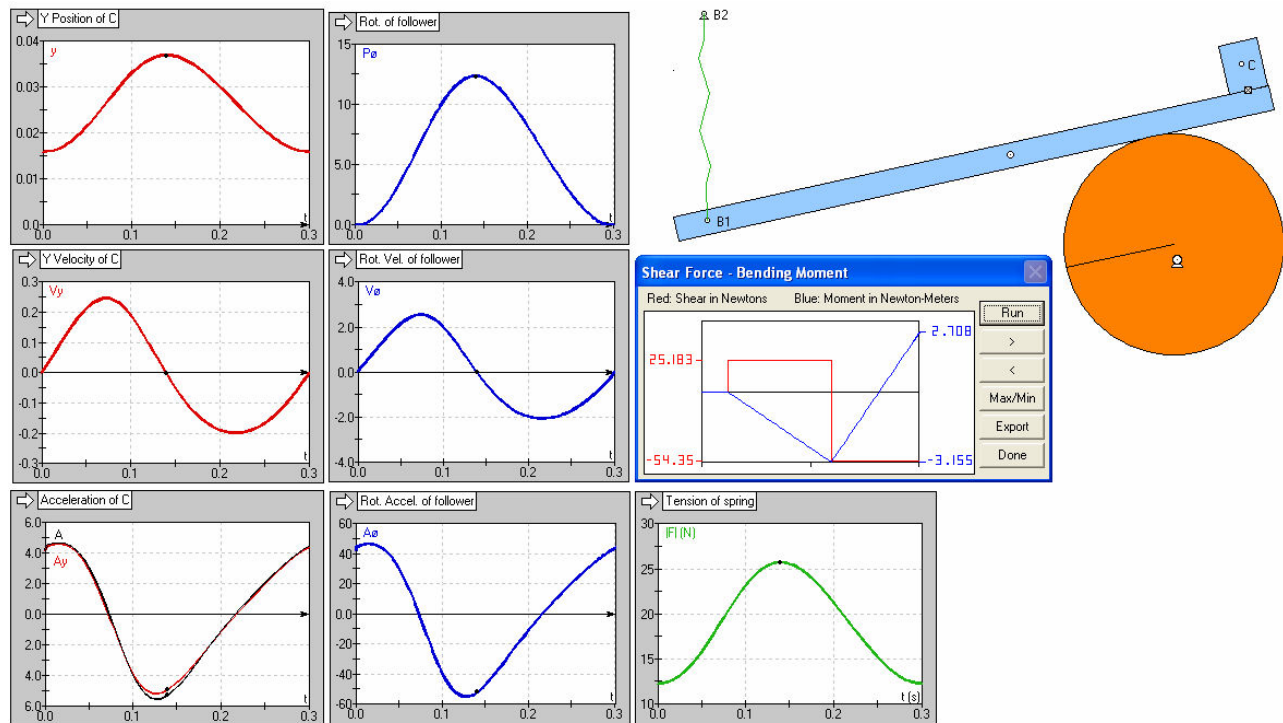 Y Position of C
y
0.04
0.03
0.02
0.01
0.0
t
0.0 0.1 0.2 0.3
Rot. of follower
Pø
15
10
5.0
0.0
t
0.0 0.1 0.2 0.3
B2
C
B1
Y Velocity of C
Vy
0.3
0.2
0.1
0.0
-0.1
-0.2
-0.3
t
0.0 0.1 0.2 0.3
Rot. Vel. of follower
Vø
4.0
2.0
0.0
-2.0
-4.0
t
0.0 0.1 0.2 0.3
Shear Force - Bending Moment
Red: Shear in Newtons Blue: Moment in Newton-Meters
25.183
-54.35
2.708
-3.155
Run
>
<
Max/Min
Export
Done
Acceleration of C
A
Ay
6.0
4.0
2.0
0.0
2.0
4.0
6.0
t
0.0 0.1 0.2 0.3
Rot. Accel. of follower
Aø
60
40
20
0.0
-20
-40
-60
t
0.0 0.1 0.2 0.3
Tension of spring
|F| (N)
30
25
20
15
10
t (s)
0.0 0.1 0.2 0.3